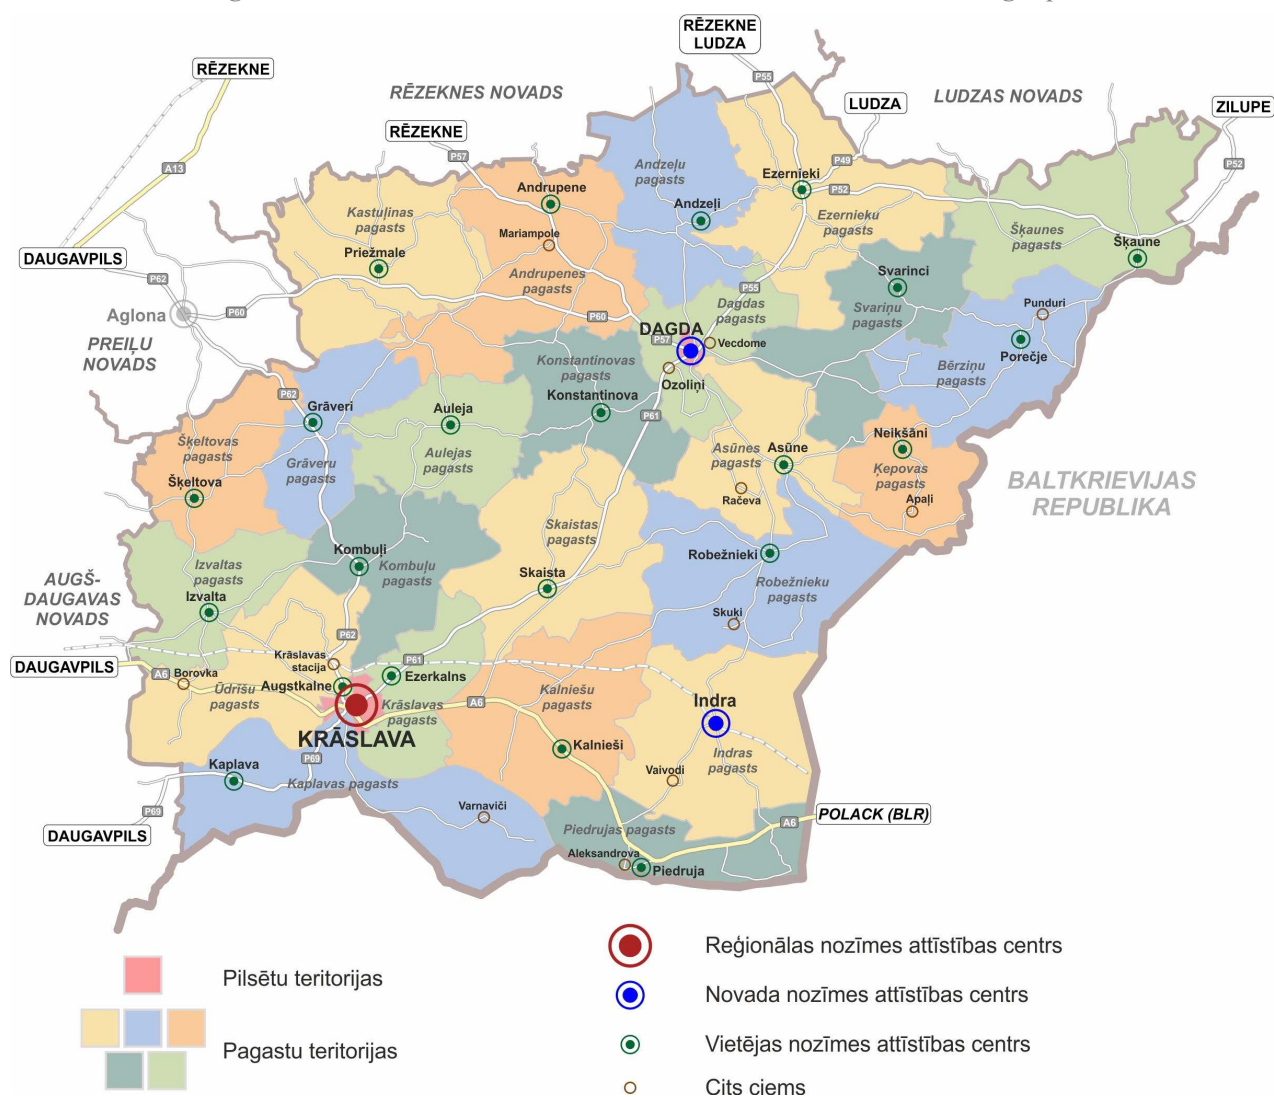 RĒZEKNE
LUDZA
RĒZEKNE
RĒZEKNES NOVADS
LUDZAS NOVADS
LUDZA
ZILUPE
P55
RĒZEKNE
P57
A13
P49
P52
P52
Andzeļu
pagasts
Ezernieki
Andrupene
Kastuļinas
pagasts
Andzeļi
Ezernieku
pagasts
Šķaunes
pagasts
Šķaune
Mariampole
Priežmale
DAUGAVPILS
P62
Andrupenes
pagasts
Svarinci
P55
Dagdas
pagasts
Svariņu
pagasts
Punduri
Aglona
P60
P60
PREIĻU
NOVADS
DAGDA
P57
Vecdome
Porečje
Konstantinovas
pagasts
Bērziņu
pagasts
Ozoliņi
P62
Konstantinova
Grāveri
Auleja
P61
Šķeltovas
pagasts
Neikšāni
Asūnes
pagasts
Asūne
Aulejas
pagasts
Grāveru
pagasts
Ķepovas
pagasts
Šķeltova
Račeva
Apaļi
BALTKRIEVIJAS
REPUBLIKA
Skaistas
pagasts
Kombuļi
Robežnieki
Izvaltas
pagasts
Kombuļu
pagasts
Skaista
Robežnieku
pagasts
AUGŠ-
DAUGAVAS
NOVADS
Izvalta
Skuķi
P62
Krāslavas
stacija
P61
DAUGAVPILS
A6
Borovka
Ezerkalns
Augstkalne
Ūdrīšu
pagasts
Kalniešu
pagasts
Krāslavas
pagasts
A6
Indra
KRĀSLAVA
Kalnieši
Indras
pagasts
P69
Kaplava
Kaplavas pagasts
Vaivodi
P69
Varnaviči
POLACK (BLR)
A6
DAUGAVPILS
Piedrujas pagasts
Aleksandrova
Piedruja
Reģionālas nozīmes attīstības centrs
Pilsētu teritorijas
Novada nozīmes attīstības centrs
Vietējas nozīmes attīstības centrs
Pagastu teritorijas
Cits ciems